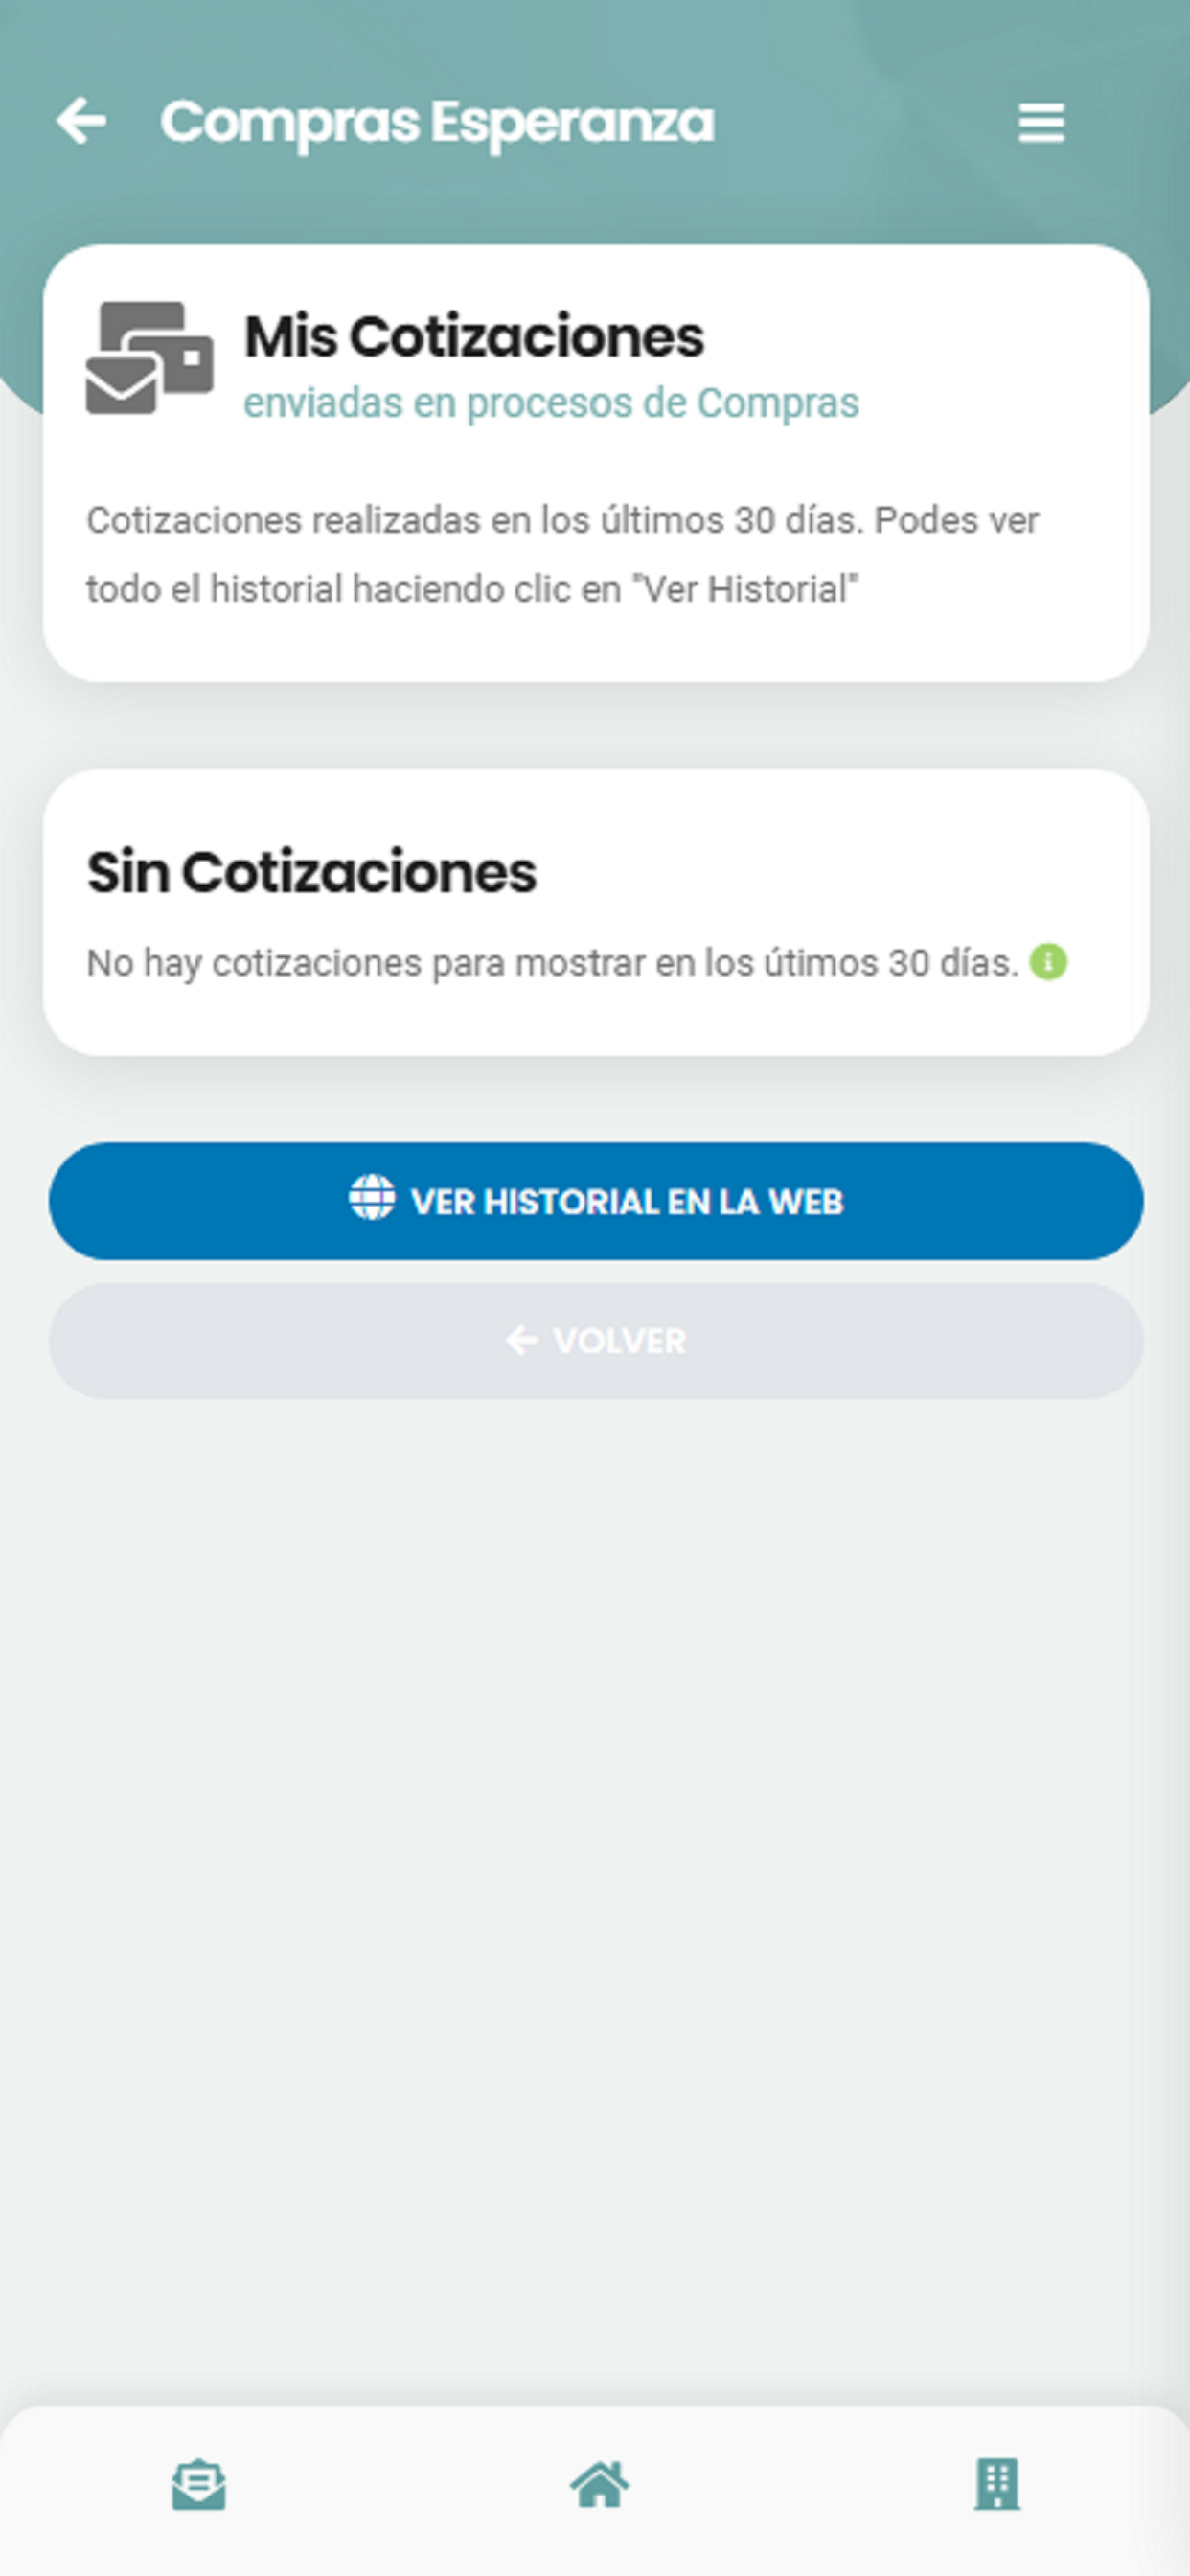 Compras Esperanza
Mis Cotizaciones
enviadas en procesos de Compras
Cotizaciones realizadas en los últimos 30 días. Podes ver
todo el historial haciendo clic en "Ver Historial"
Sin Cotizaciones
No hay cotizaciones para mostrar en los útimos 30 días.
VER HISTORIAL EN LA WEB
VOLVER